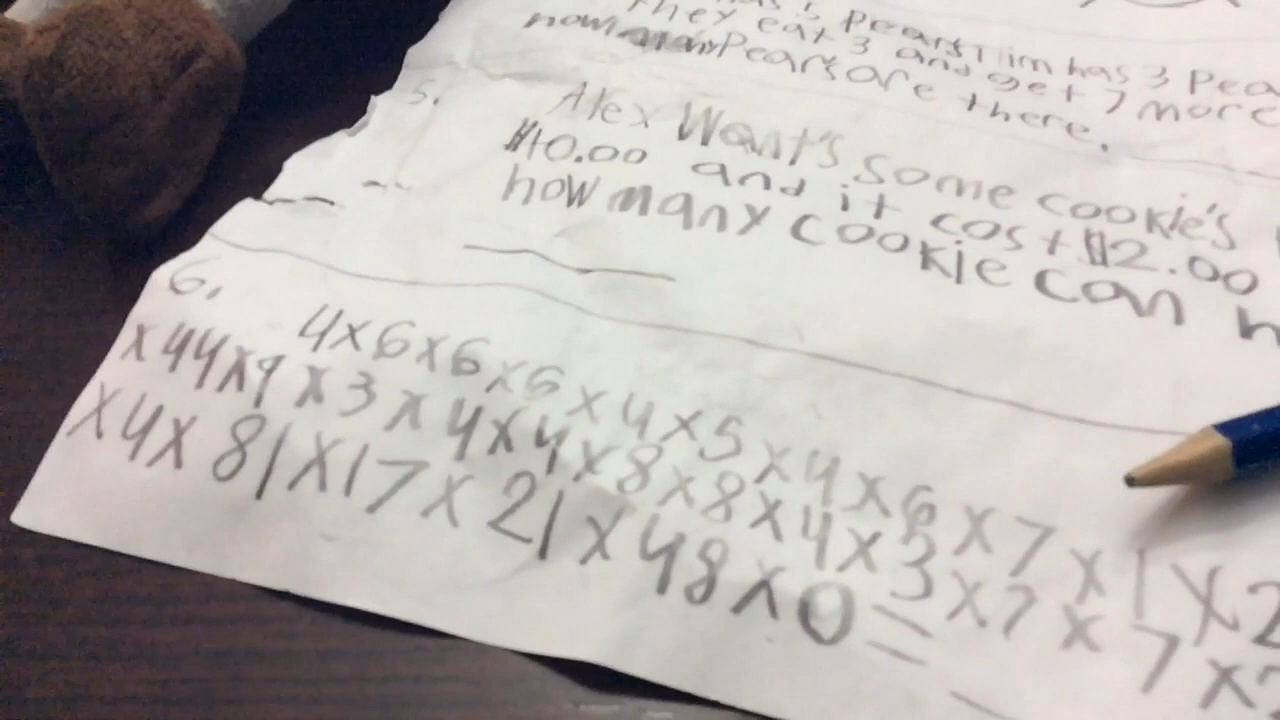 Pears Tim has 3 Pea
They eat 3 and get 7 more
how many Pears are there.
5. Alex Want's some cookie's
$10.00 and it cost $2.00
how many cookie can h
6. 4x6x6x6x4x5x4x6x7x1x2
x44x9x3x4x4x8x8x4x3x7x7x2
x4x81x17x21x48x0=